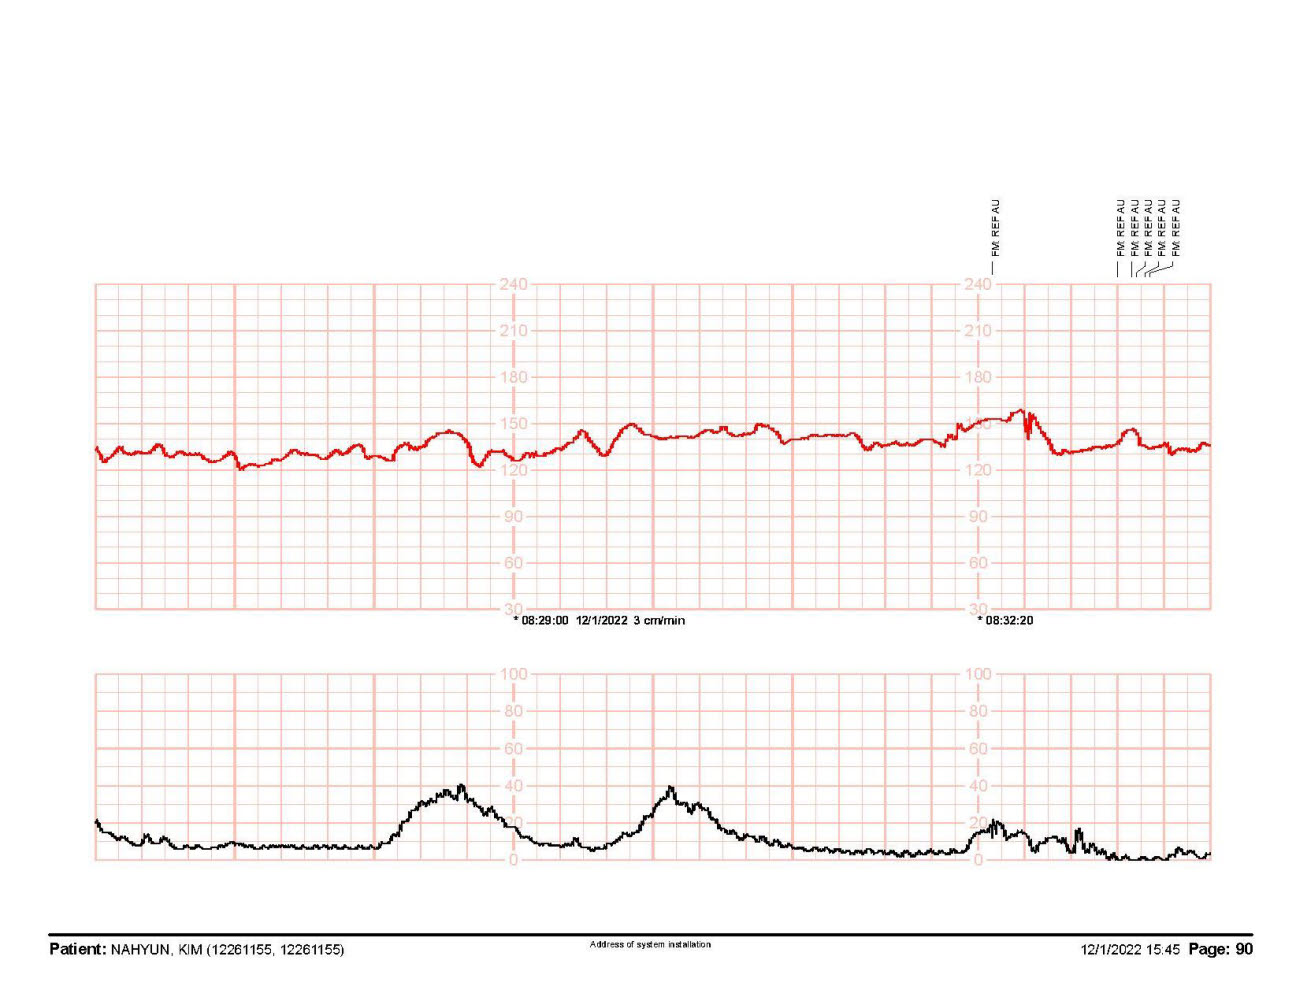 FM: REF AU
FM: REF AU
FM: REF AU
FM: REF AU
FM: REF AU
FM: REF AU
240 240
210 210
180 180
150 150
120 120
90 90
60 60
30 30
* 08:29:00 12/1/2022 3 cm/min * 08:32:20
100 100
80 80
60 60
40 40
20 20
0 0
Patient: NAHYUN, KIM (12261155, 12261155) Address of system installation 12/1/2022 15:45 Page: 90